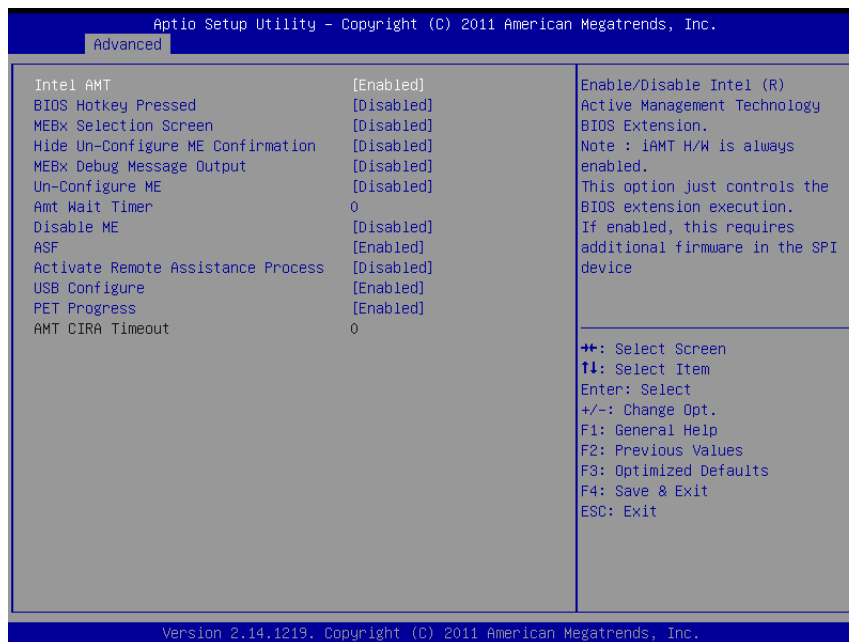 Aptio Setup Utility – Copyright (C) 2011 American Megatrends, Inc.
Advanced
Intel AMT [Enabled]
BIOS Hotkey Pressed [Disabled]
MEBx Selection Screen [Disabled]
Hide Un-Configure ME Confirmation [Disabled]
MEBx Debug Message Output [Disabled]
Un-Configure ME [Disabled]
Amt Wait Timer 0
Disable ME [Disabled]
ASF [Enabled]
Activate Remote Assistance Process [Disabled]
USB Configure [Enabled]
PET Progress [Enabled]
AMT CIRA Timeout 0
Enable/Disable Intel (R)
Active Management Technology
BIOS Extension.
Note : iAMT H/W is always
enabled.
This option just controls the
BIOS extension execution.
If enabled, this requires
additional firmware in the SPI
device
→←: Select Screen
↑↓: Select Item
Enter: Select
+/-: Change Opt.
F1: General Help
F2: Previous Values
F3: Optimized Defaults
F4: Save & Exit
ESC: Exit
Version 2.14.1219. Copyright (C) 2011 American Megatrends, Inc.